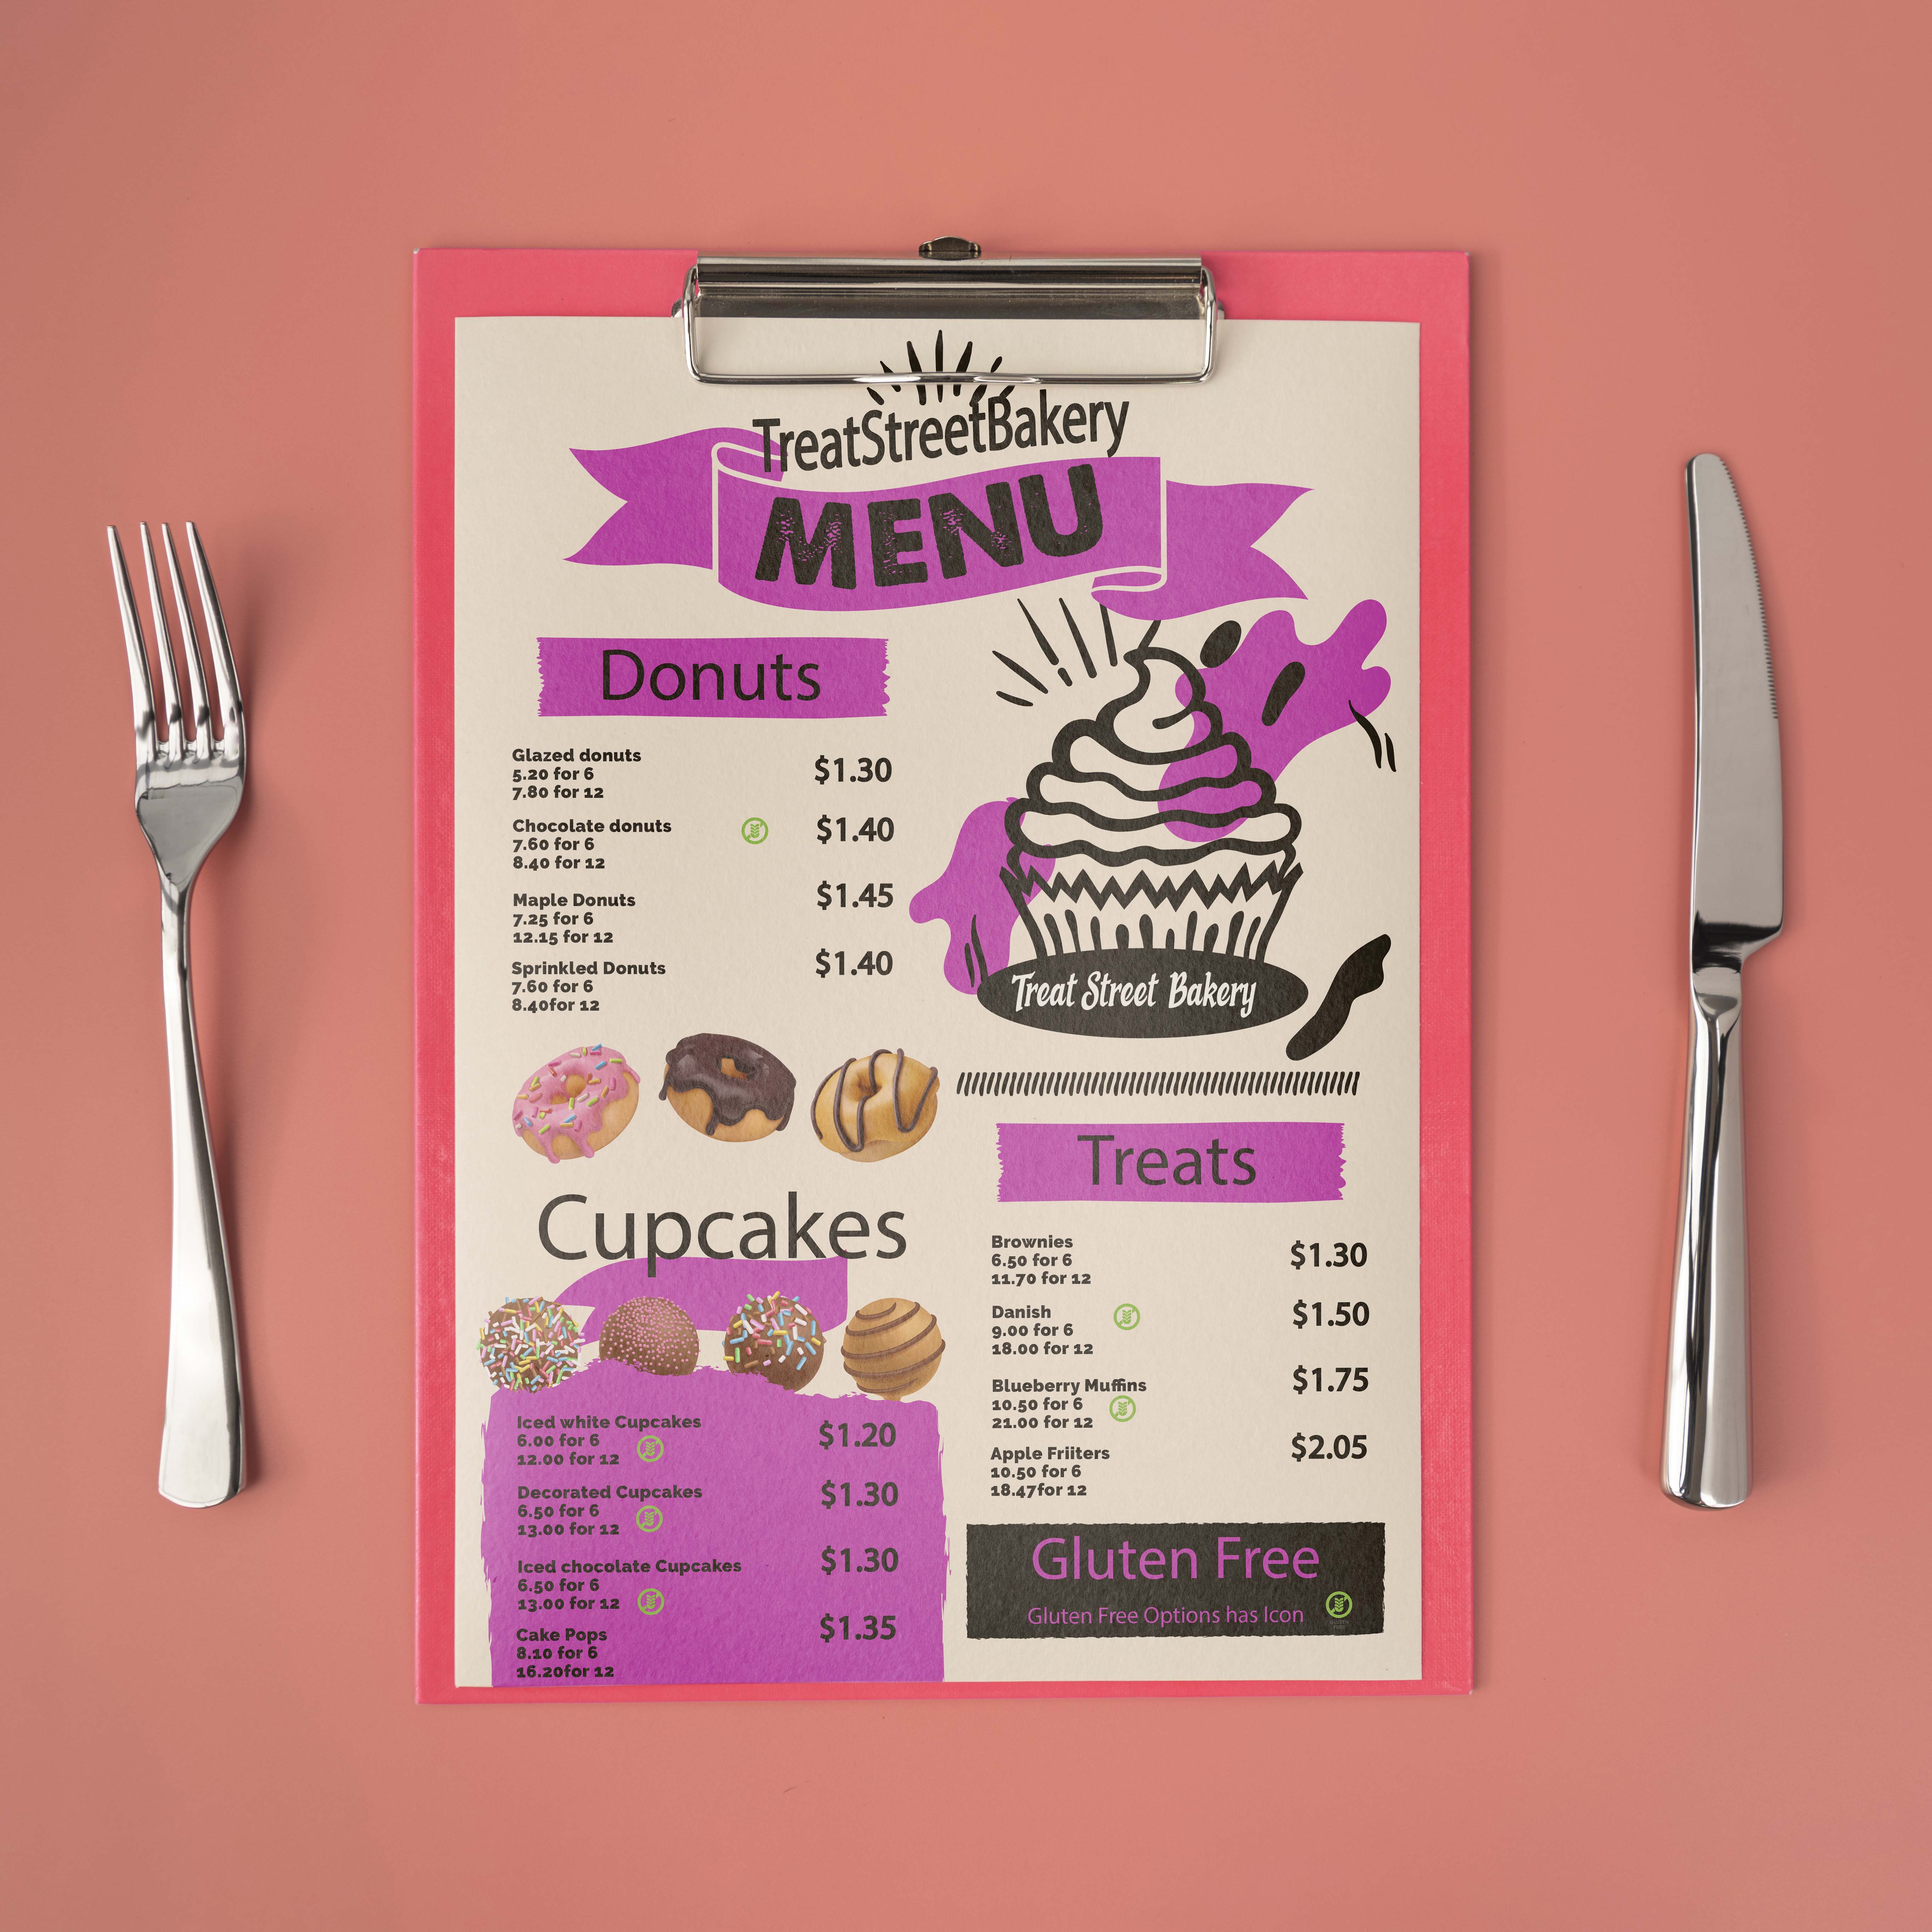 TreatStreetBakery
MENU
Donuts
Glazed donuts
5.20 for 6
7.80 for 12
$1.30
Chocolate donuts
7.60 for 6
8.40 for 12
$1.40
Maple Donuts
7.25 for 6
12.15 for 12
$1.45
Sprinkled Donuts
7.60 for 6
8.40for 12
$1.40
Treat Street Bakery
Cupcakes
Iced white Cupcakes
6.00 for 6
12.00 for 12
$1.20
Decorated Cupcakes
6.50 for 6
13.00 for 12
$1.30
Iced chocolate Cupcakes
6.50 for 6
13.00 for 12
$1.30
Cake Pops
8.10 for 6
16.20for 12
$1.35
Treats
Brownies
6.50 for 6
11.70 for 12
$1.30
Danish
9.00 for 6
18.00 for 12
$1.50
Blueberry Muffins
10.50 for 6
21.00 for 12
$1.75
Apple Friiters
10.50 for 6
18.47for 12
$2.05
Gluten Free
Gluten Free Options has Icon